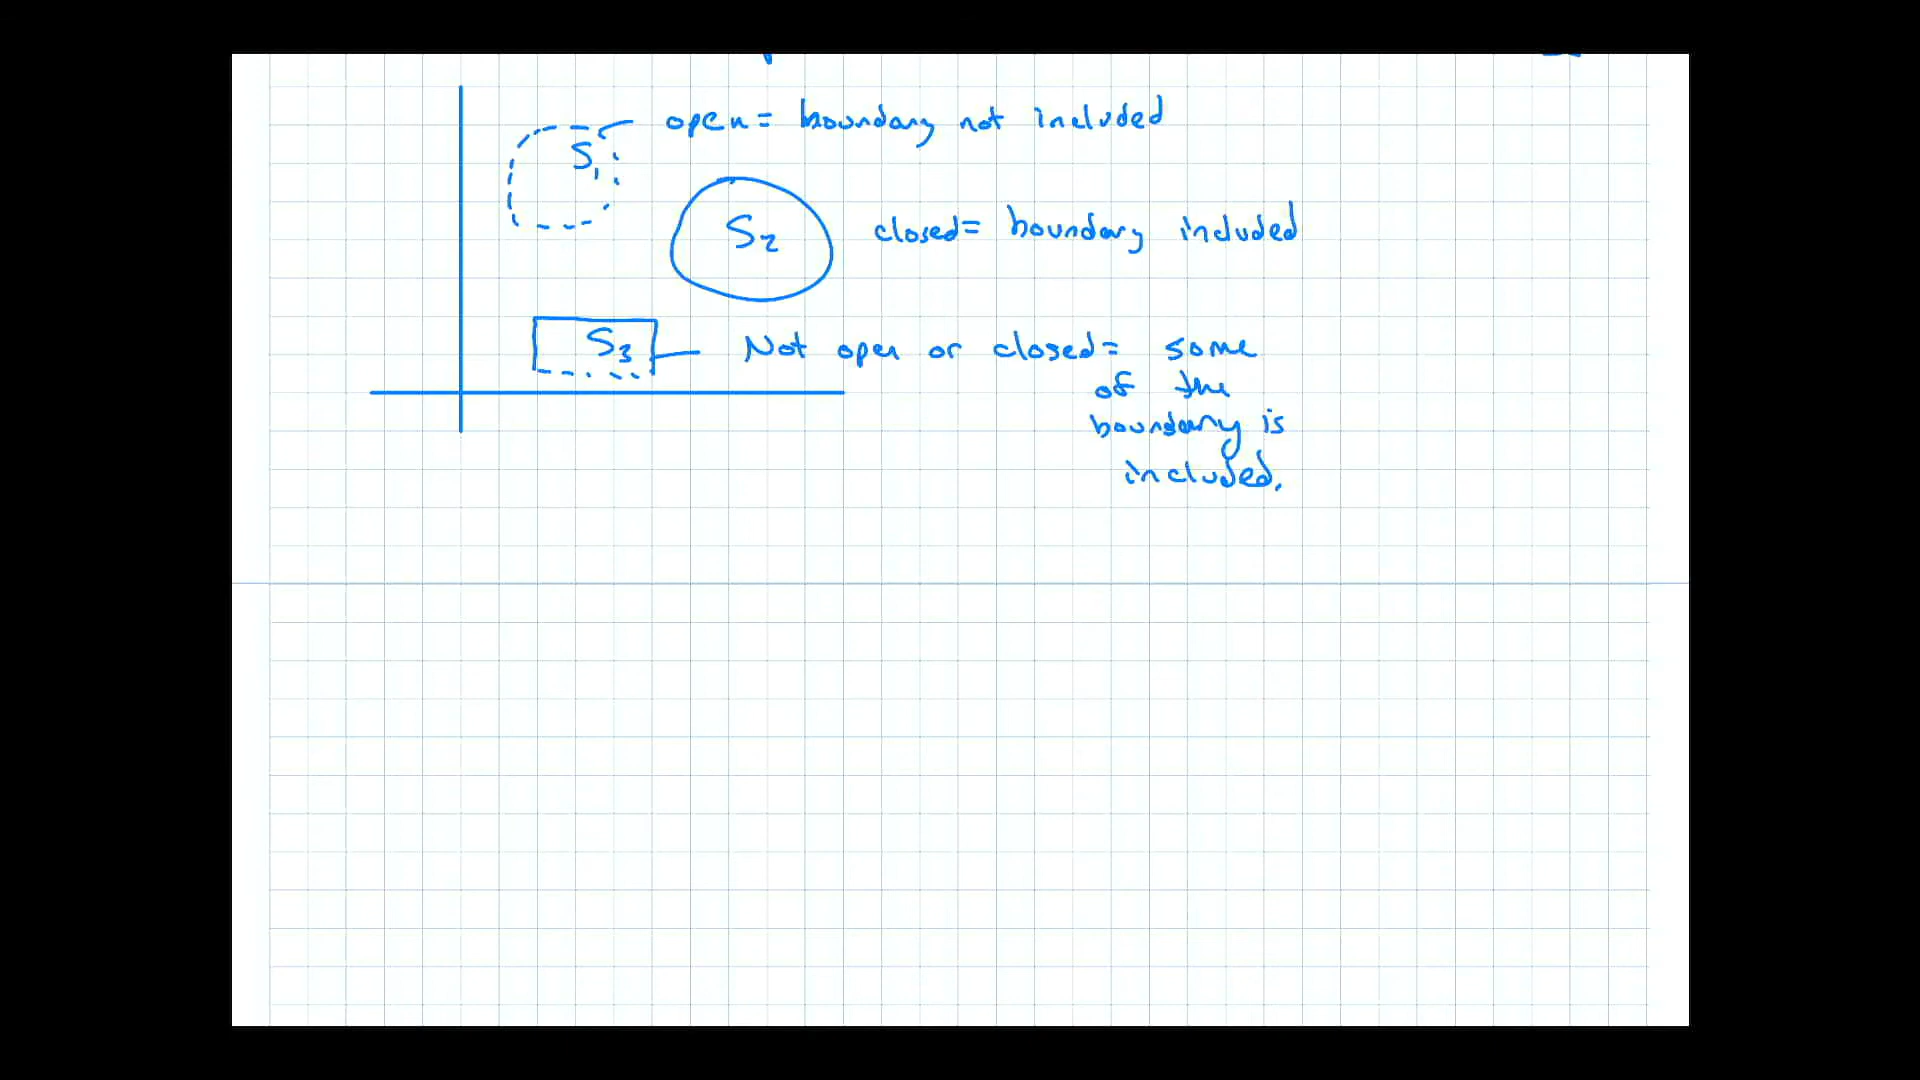 open = boundary not included
S₁
S₂
closed = boundary included
S₃
Not open or closed = some
of the
boundary is
included.